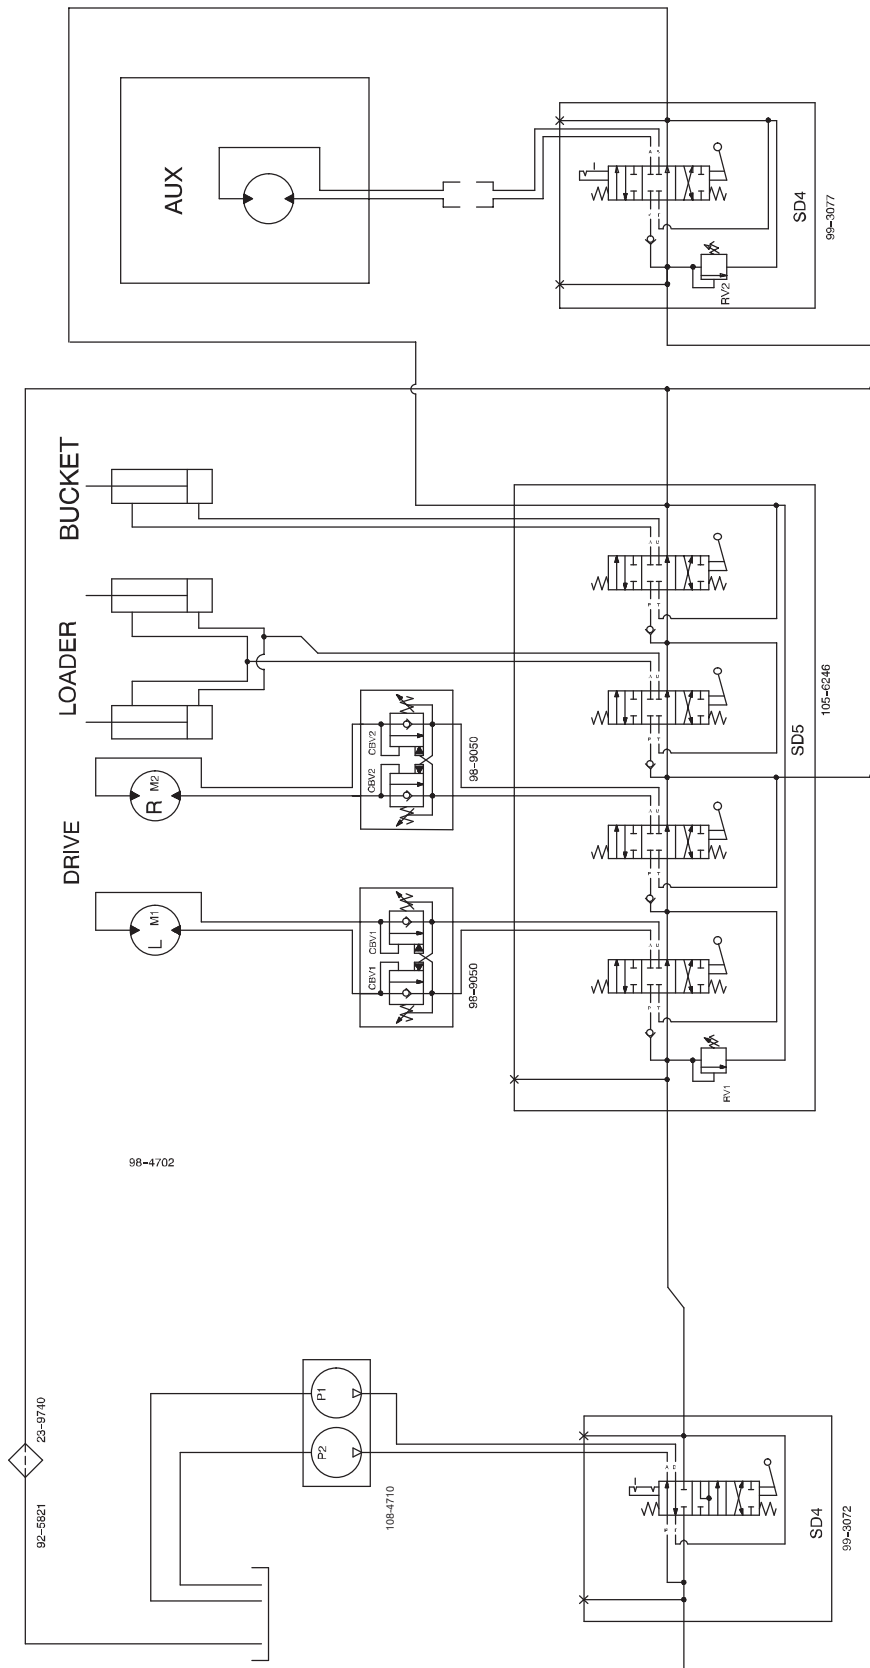 AUX
A
B
RV2
SD4
99-3077
BUCKET
A
B
P
T
LOADER
A
B
P
T
105-6246
SD5
CBV2
CBV2
98-9050
R
M2
DRIVE
A
B
P
T
L
M1
CBV1
CBV1
98-9050
A
B
P
T
RV1
98-4702
23-9740
92-5821
P1
P2
108-4710
A
B
P
T
SD4
99-3072